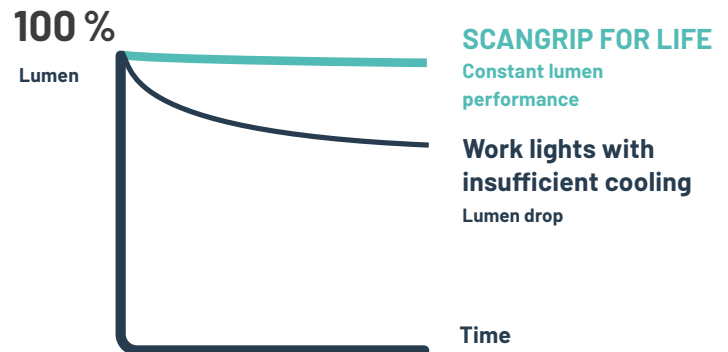 100 %
Lumen
SCANGRIP FOR LIFE
Constant lumen
performance
Work lights with
insufficient cooling
Lumen drop
Time